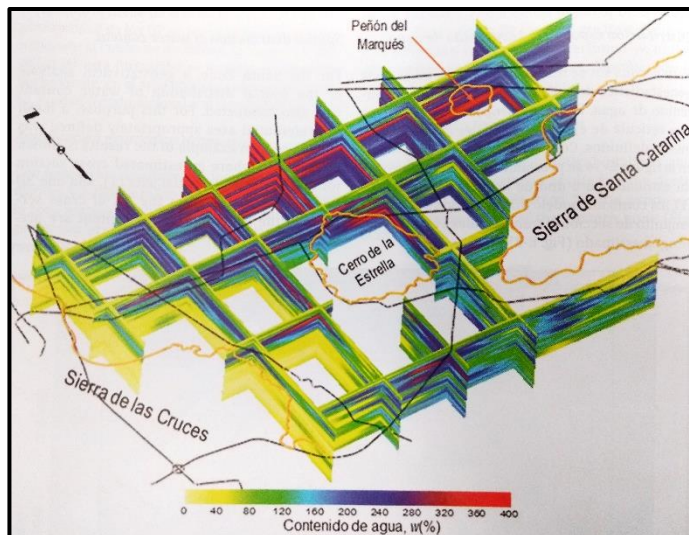 Peñón del
Marqués
N
Sierra de Santa Catarina
Cerro de la
Estrella
Sierra de las Cruces
0 40 80 120 160 200 240 280 320 360 400
Contenido de agua, w(%)